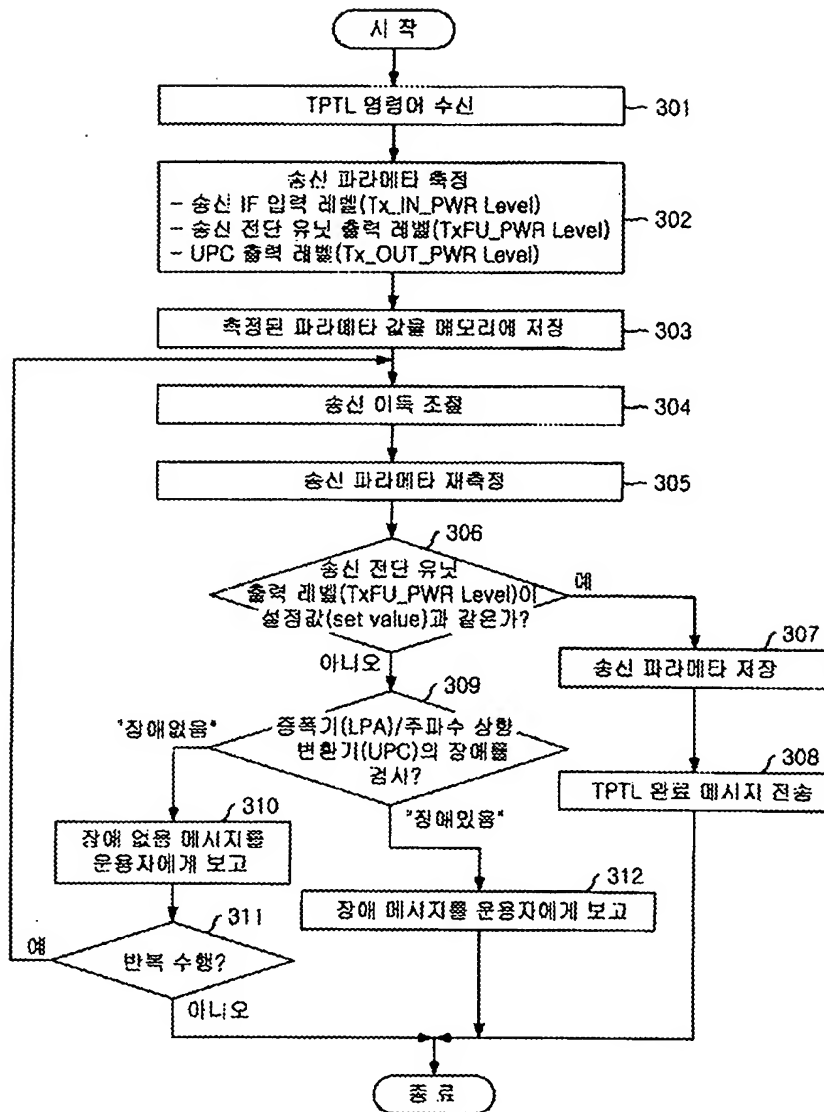 시 작
TPTL 명령어 수신
301
송신 파라메타 측정
- 송신 IF 입력 레벨(Tx_IN_PWR Level)
- 송신 전단 유닛 출력 레벨(TxFU_PWR Level)
- UPC 출력 레벨(Tx_OUT_PWR Level)
302
측정된 파라메타 값을 메모리에 저장
303
송신 이득 조절
304
송신 파라메타 재측정
305
306
송신 전단 유닛
출력 레벨(TxFU_PWR Level)이
설정값(set value)과 같은가?
예
아니오
307
송신 파라메타 저장
308
TPTL 완료 메시지 전송
309
증폭기(LPA)/주파수 상향
변환기(UPC)의 장애를
검사?
"장애없음"
"장애있음"
310
장애 없음 메시지를
운용자에게 보고
312
장애 메시지를 운용자에게 보고
311
반복 수행?
예
아니오
종 료